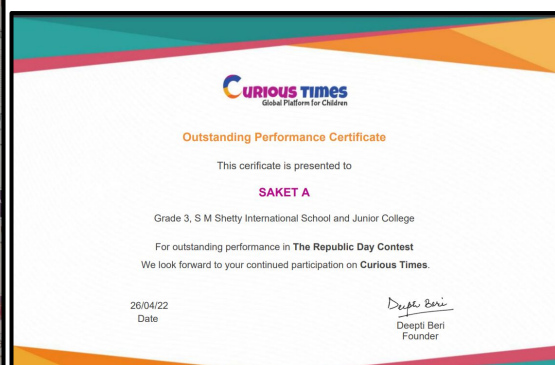 CURIOUS TIMES
Global Platform for Children
Outstanding Performance Certificate
This cerificate is presented to
SAKET A
Grade 3, S M Shetty International School and Junior College
For outstanding performance in The Republic Day Contest
We look forward to your continued participation on Curious Times.
26/04/22
Date
Deepti Beri
Deepti Beri
Founder